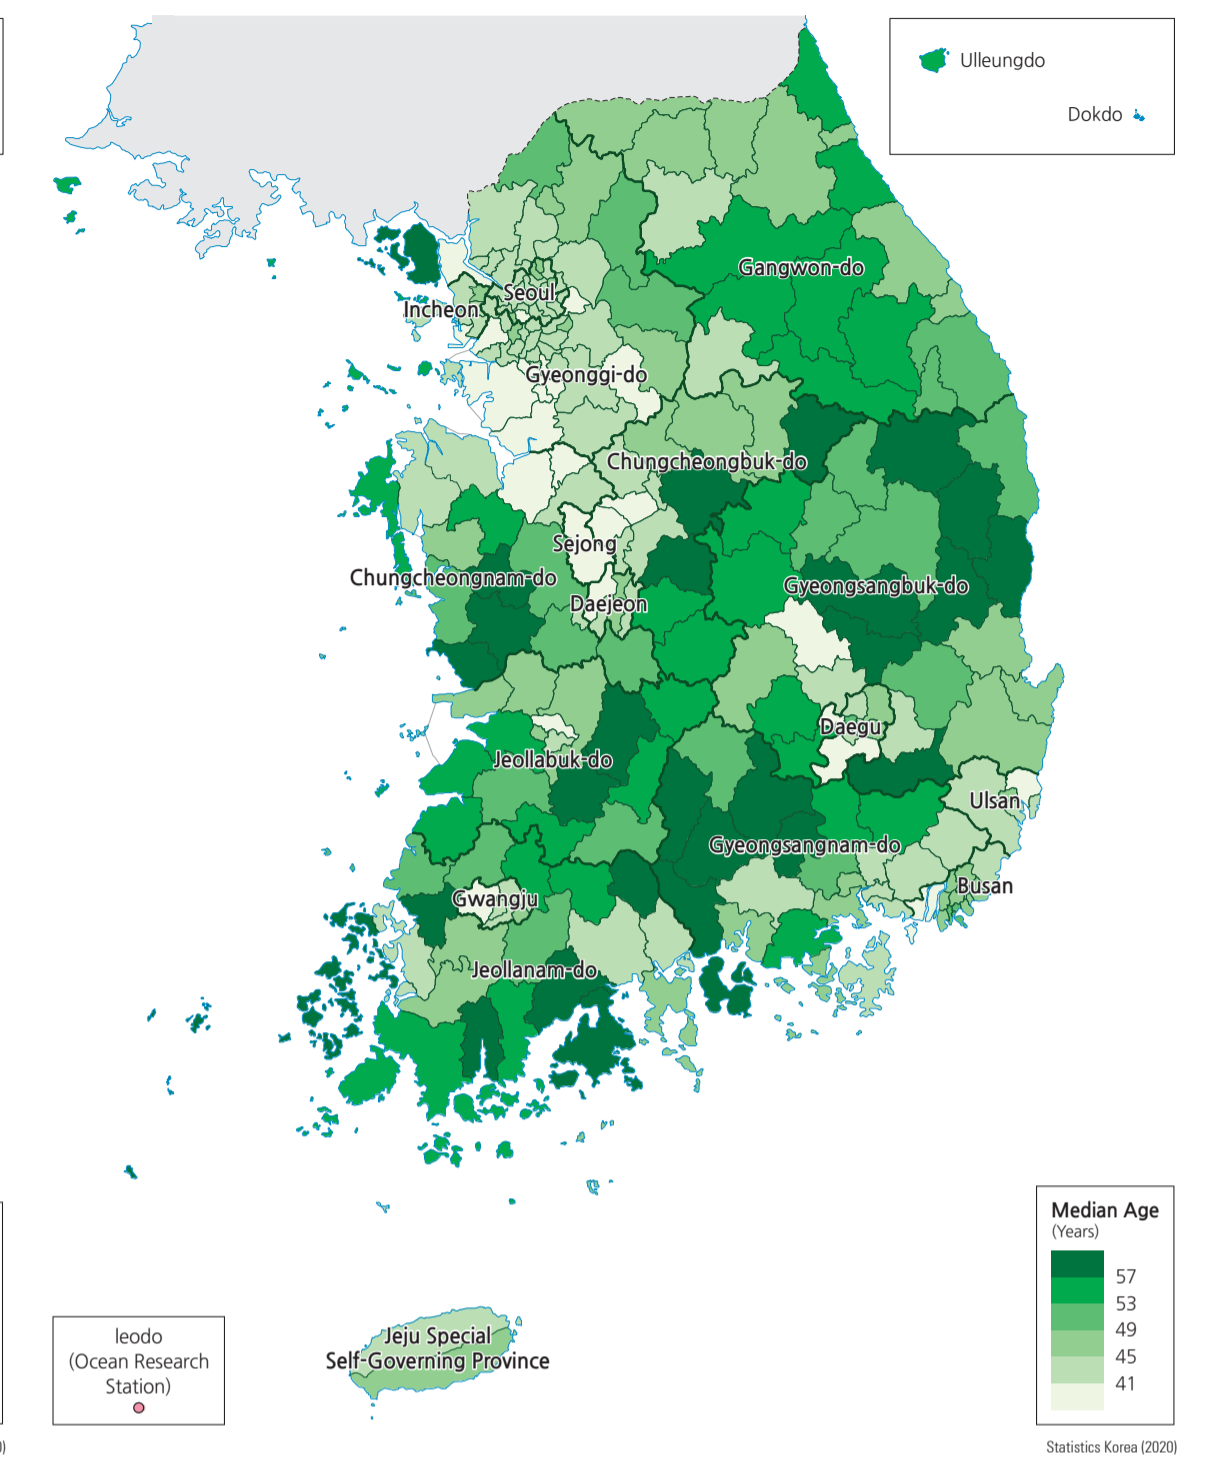 Ulleungdo
Dokdo
Gangwon-do
Seoul
Incheon
Gyeonggi-do
Chungcheongbuk-do
Sejong
Chungcheongnam-do
Gyeongsangbuk-do
Daejeon
Daegu
Jeollabuk-do
Ulsan
Gyeongsangnam-do
Busan
Gwangju
Jeollanam-do
Median Age
(Years)
57
53
49
45
41
Ieodo
(Ocean Research
Station)
Jeju Special
Self-Governing Province
0)
Statistics Korea (2020)